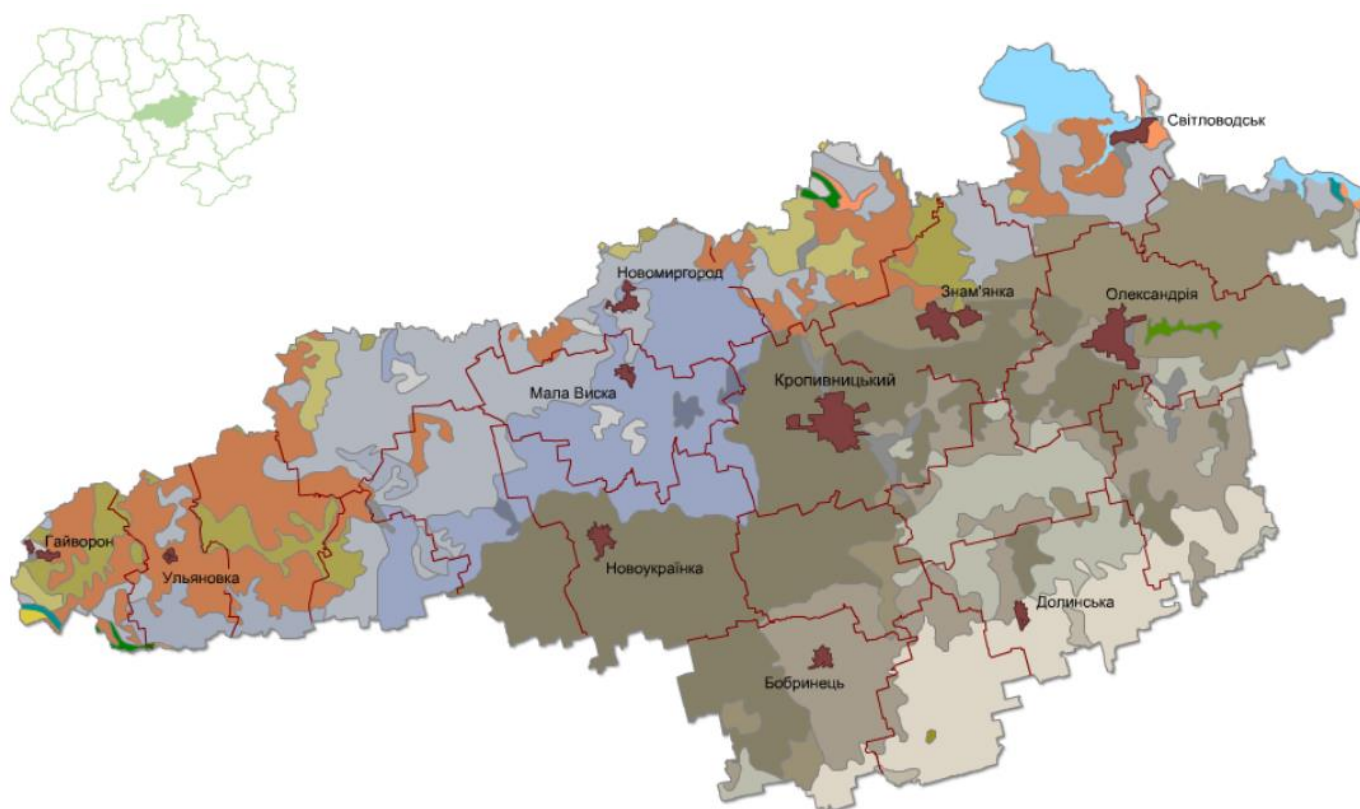 Світловодськ
Новомиргород
Знам'янка
Олександрія
Мала Виска
Кропивницький
Гайворон
Ульяновка
Новоукраїнка
Долинська
Бобринець